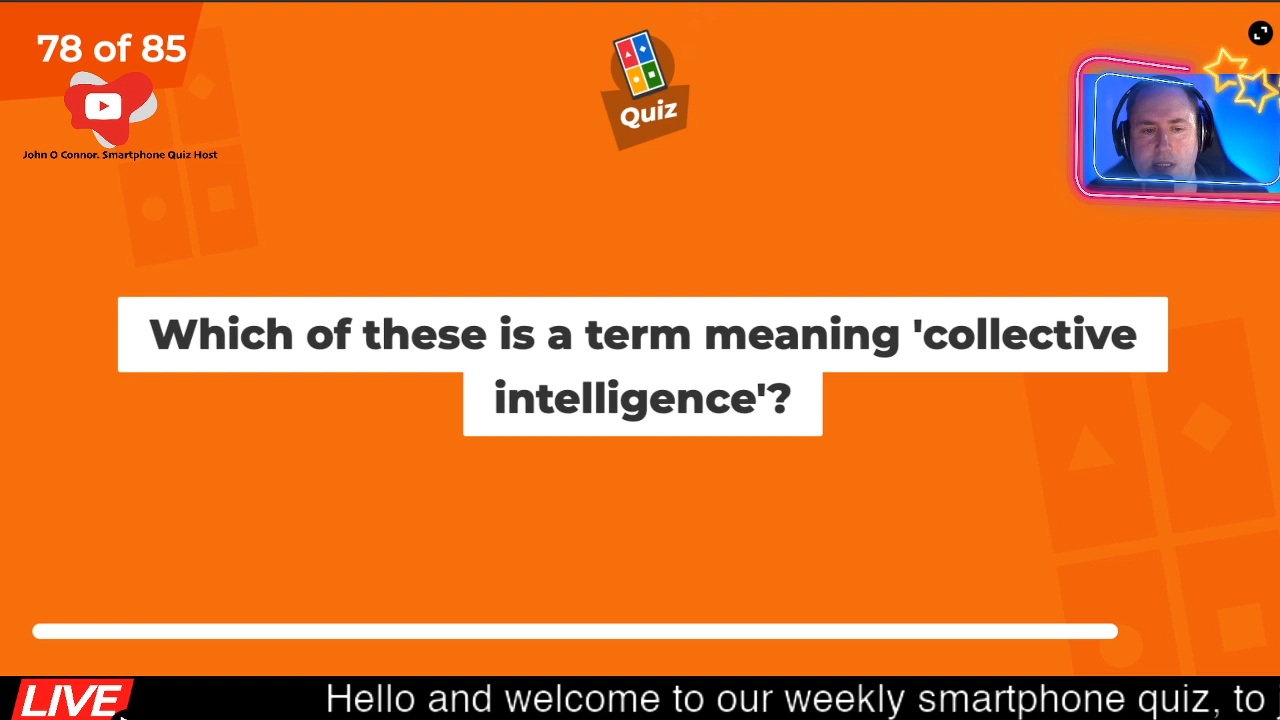 78 of 85
Quiz
John O Connor. Smartphone Quiz Host
Which of these is a term meaning 'collective
intelligence'?
LIVE
Hello and welcome to our weekly smartphone quiz, to